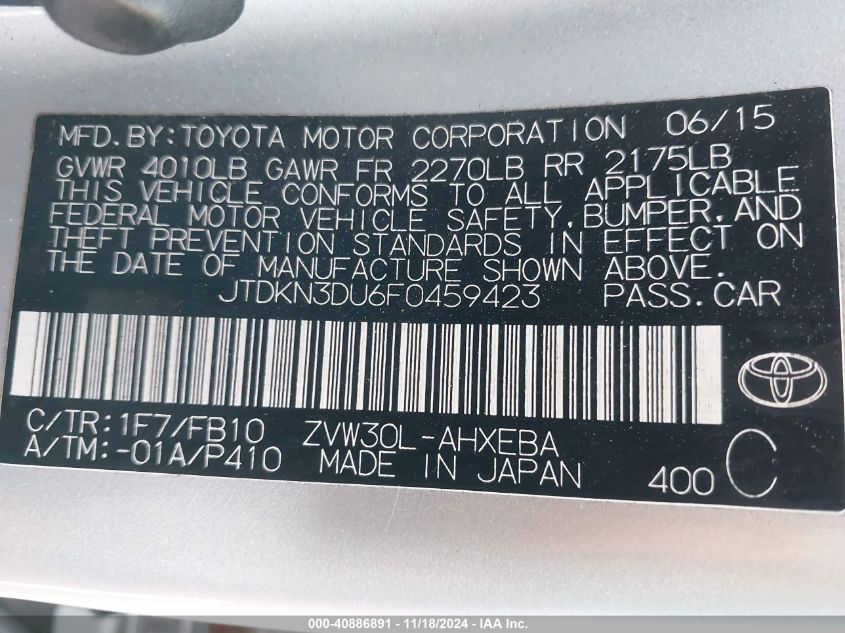 MFD.BY:TOYOTA MOTOR CORPORATION 06/15
GVWR 4010LB GAWR FR 2270LB RR 2175LB
THIS VEHICLE CONFORMS TO ALL APPLICABLE
FEDERAL MOTOR VEHICLE SAFETY,BUMPER,AND
THEFT PREVENTION STANDARDS IN EFFECT ON
THE DATE OF MANUFACTURE SHOWN ABOVE.
JTDKN3DU6F0459423 PASS.CAR
C/TR:1F7/FB10 ZVW30L-AHXEBA
A/TM:-01A/P410 MADE IN JAPAN 400 C
000-40886891 - 11/18/2024 - IAA, Inc.